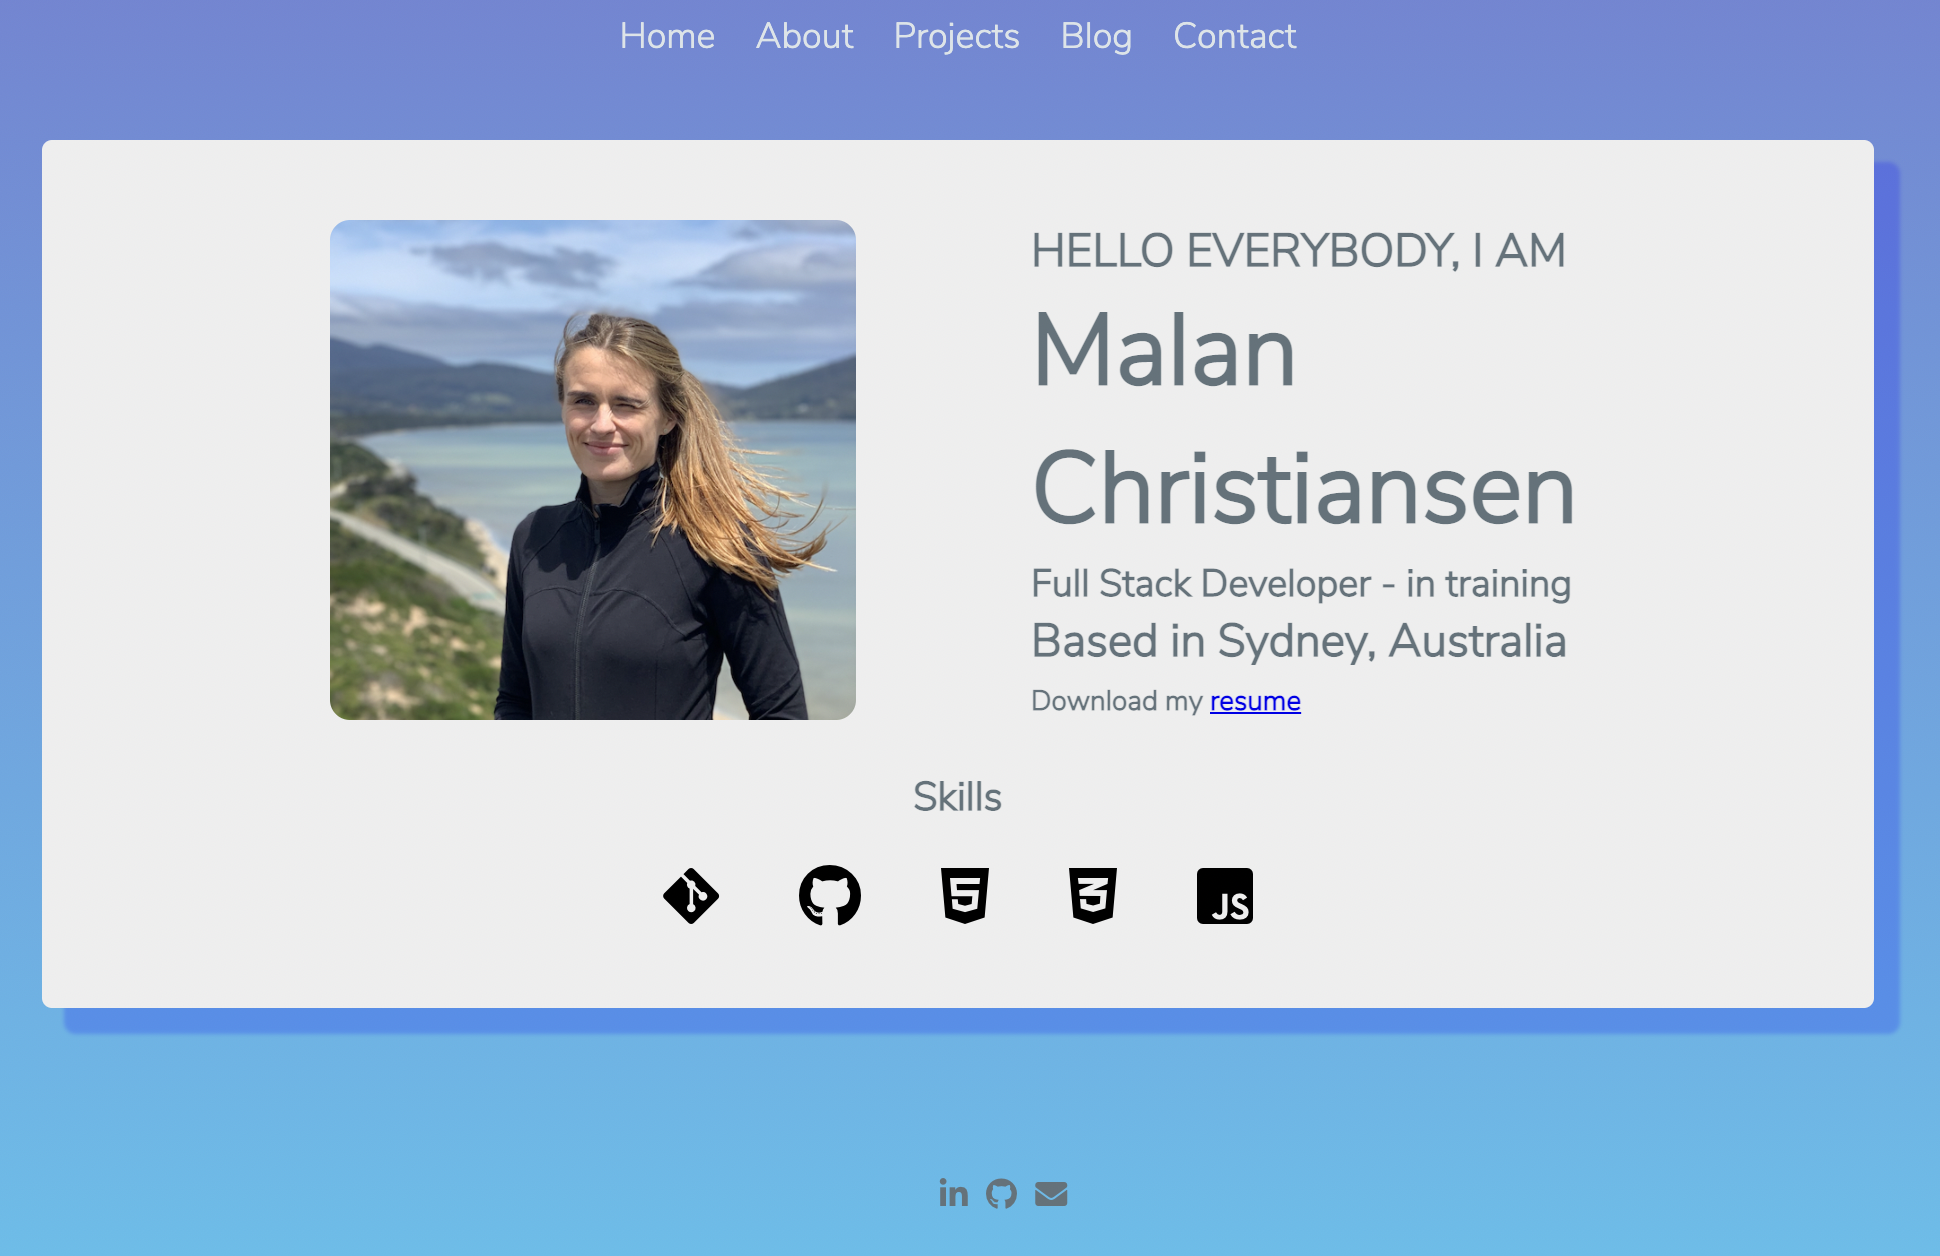 Home About Projects Blog Contact
HELLO EVERYBODY, I AM
Malan
Christiansen
Full Stack Developer - in training
Based in Sydney, Australia
Download my resume
Skills
5
3
JS
in